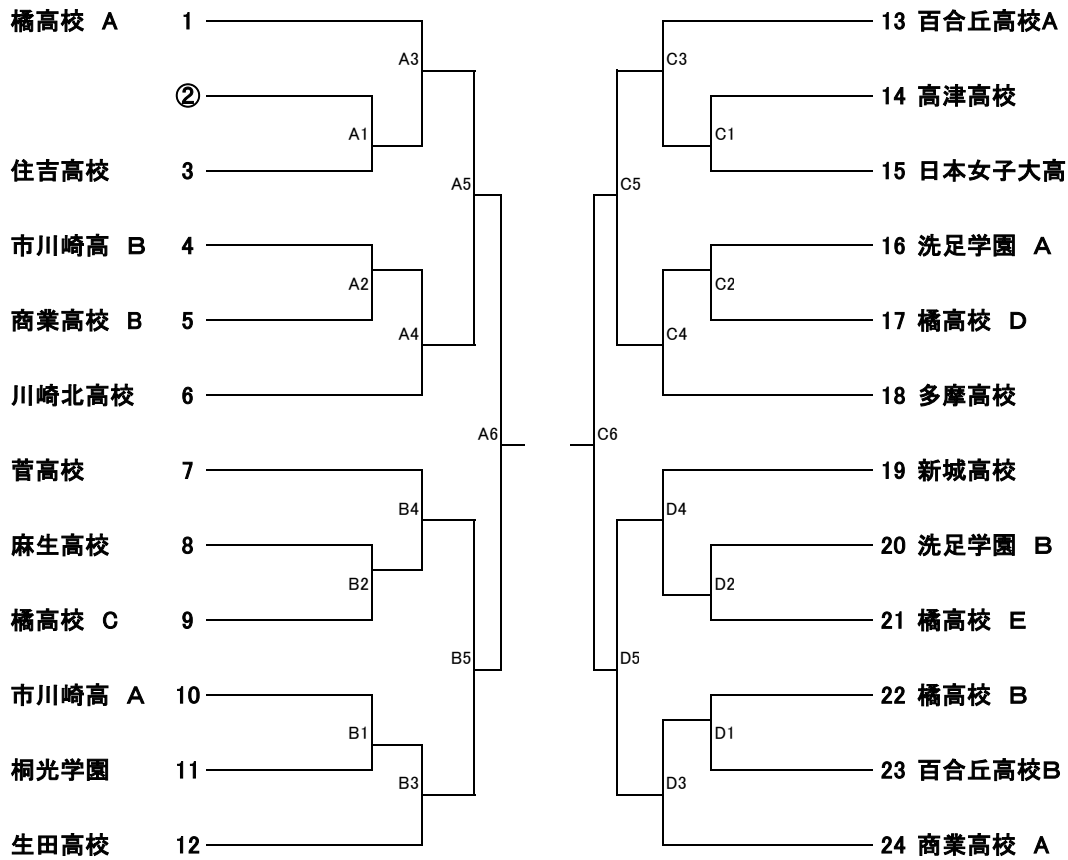 橘高校 A 1
②
住吉高校 3
市川崎高 B 4
商業高校 B 5
川崎北高校 6
菅高校 7
麻生高校 8
橘高校 C 9
市川崎高 A 10
桐光学園 11
生田高校 12
A3
A1
A5
A2
A4
A6
B4
B2
B5
B1
B3
C3
C1
C5
C2
C4
C6
D4
D2
D5
D1
D3
13 百合丘高校A
14 高津高校
15 日本女子大高
16 洗足学園 A
17 橘高校 D
18 多摩高校
19 新城高校
20 洗足学園 B
21 橘高校 E
22 橘高校 B
23 百合丘高校B
24 商業高校 A